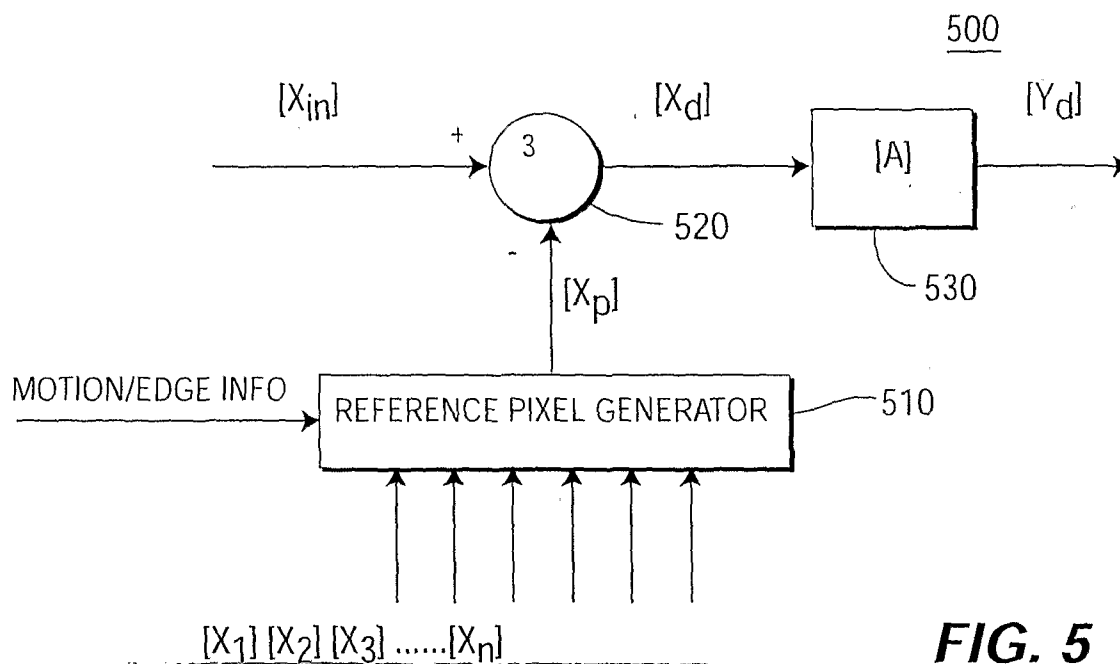 500
[Xin] [Xd] [Yd]
+ 3 [A]
520
-
530
[Xp]
MOTION/EDGE INFO
REFERENCE PIXEL GENERATOR
510
[X1] [X2] [X3] ......[Xn]
FIG. 5